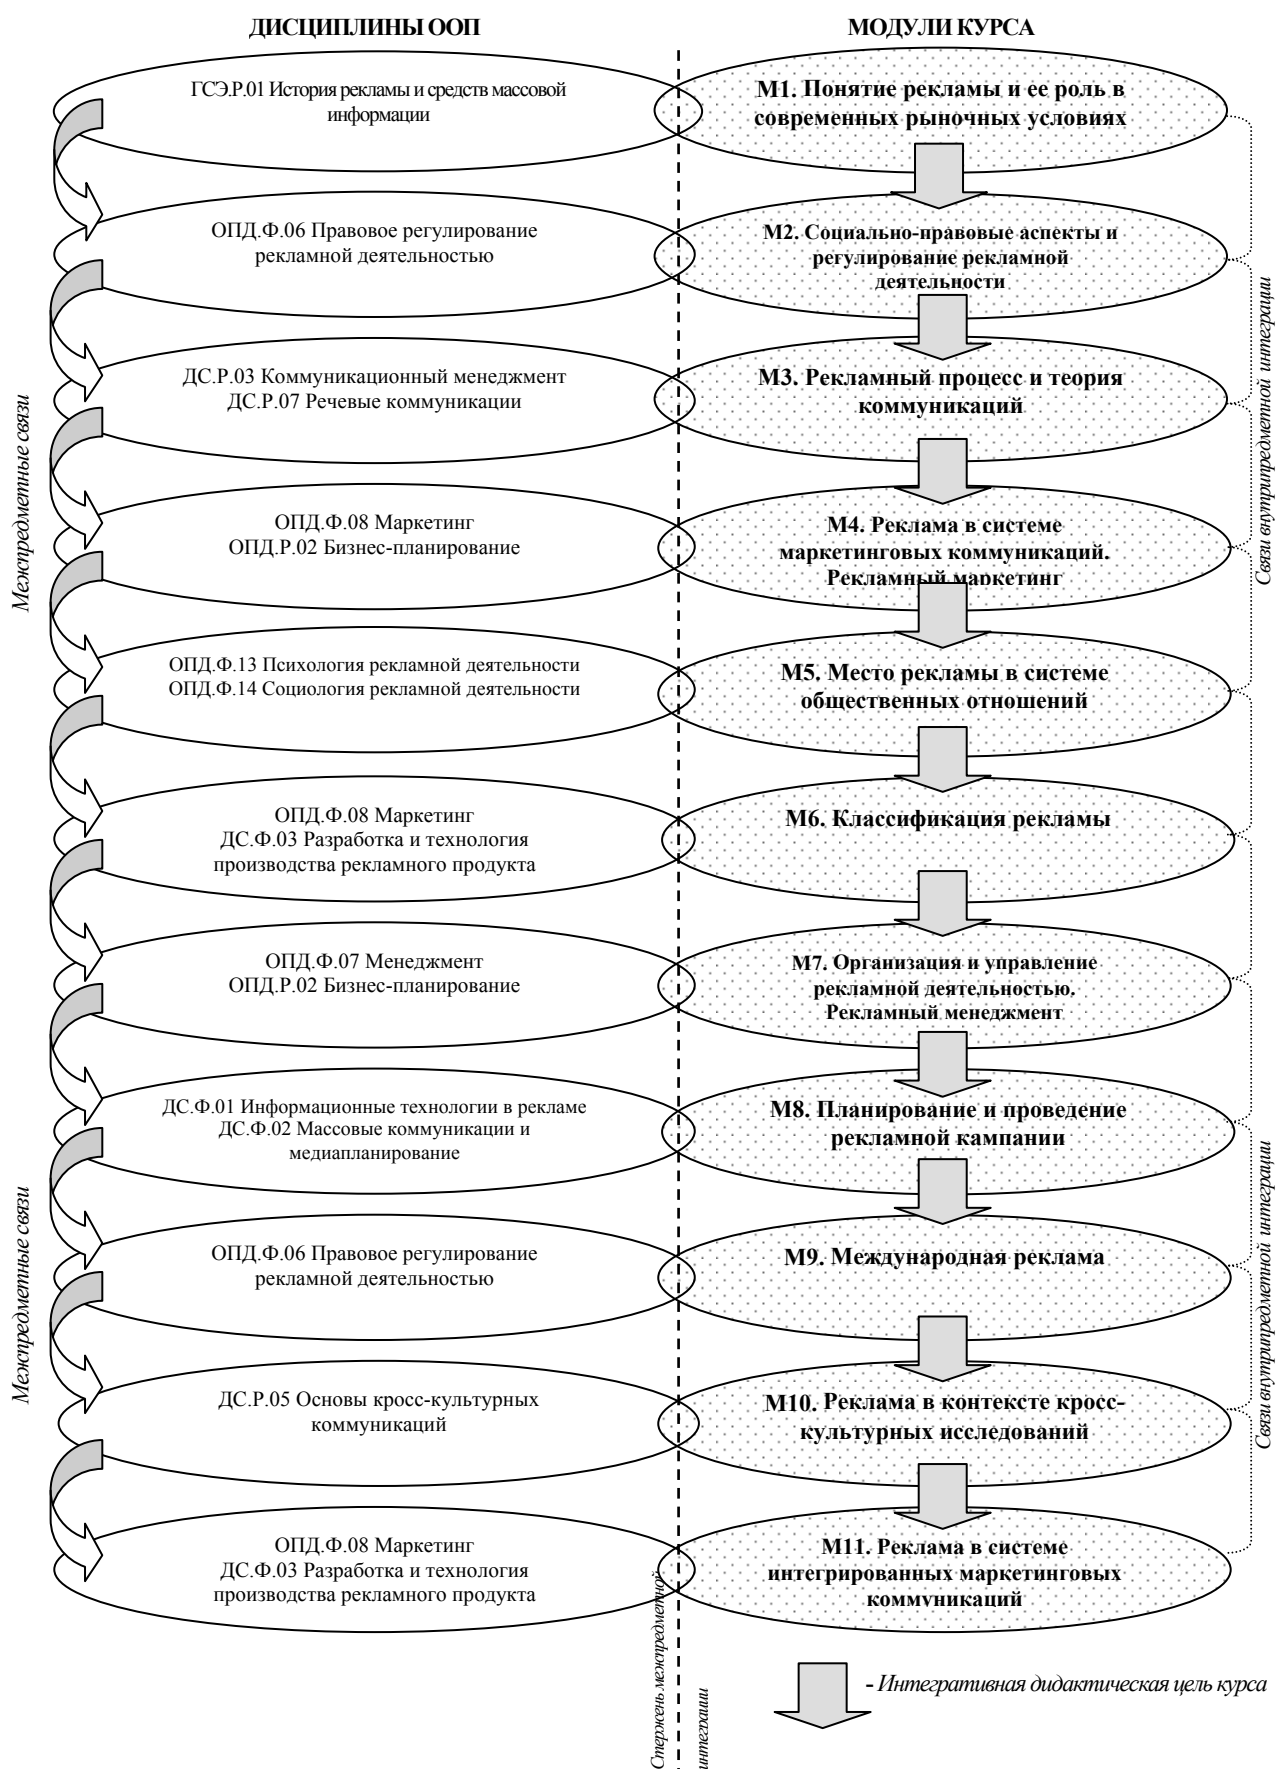 ДИСЦИПЛИНЫ ООП
МОДУЛИ КУРСА
ГСЭ.Р.01 История рекламы и средств массовой
информации
М1. Понятие рекламы и ее роль в
современных рыночных условиях
ОПД.Ф.06 Правовое регулирование
рекламной деятельностью
М2. Социально-правовые аспекты и
регулирование рекламной
деятельности
ДС.Р.03 Коммуникационный менеджмент
ДС.Р.07 Речевые коммуникации
М3. Рекламный процесс и теория
коммуникаций
Межпредметные связи
Связи внутрипредметной интеграции
ОПД.Ф.08 Маркетинг
ОПД.Р.02 Бизнес-планирование
М4. Реклама в системе
маркетинговых коммуникаций.
Рекламный маркетинг
ОПД.Ф.13 Психология рекламной деятельности
ОПД.Ф.14 Социология рекламной деятельности
М5. Место рекламы в системе
общественных отношений
ОПД.Ф.08 Маркетинг
ДС.Ф.03 Разработка и технология
производства рекламного продукта
М6. Классификация рекламы
ОПД.Ф.07 Менеджмент
ОПД.Р.02 Бизнес-планирование
М7. Организация и управление
рекламной деятельностью.
Рекламный менеджмент
ДС.Ф.01 Информационные технологии в рекламе
ДС.Ф.02 Массовые коммуникации и
медиапланирование
М8. Планирование и проведение
рекламной кампании
Межпредметные связи
Связи внутрипредметной интеграции
ОПД.Ф.06 Правовое регулирование
рекламной деятельностью
М9. Международная реклама
ДС.Р.05 Основы кросс-культурных
коммуникаций
М10. Реклама в контексте кросс-
культурных исследований
ОПД.Ф.08 Маркетинг
ДС.Ф.03 Разработка и технология
производства рекламного продукта
М11. Реклама в системе
интегрированных маркетинговых
коммуникаций
Стержень межпредметной
интеграции
- Интегративная дидактическая цель курса